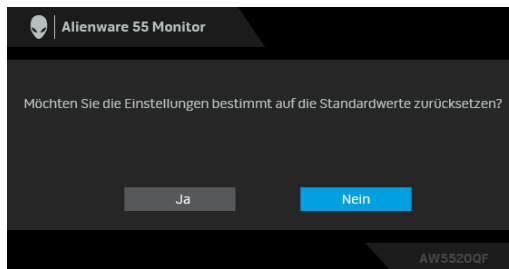 Alienware 55 Monitor
Möchten Sie die Einstellungen bestimmt auf die Standardwerte zurücksetzen?
Ja Nein
AW5520QF